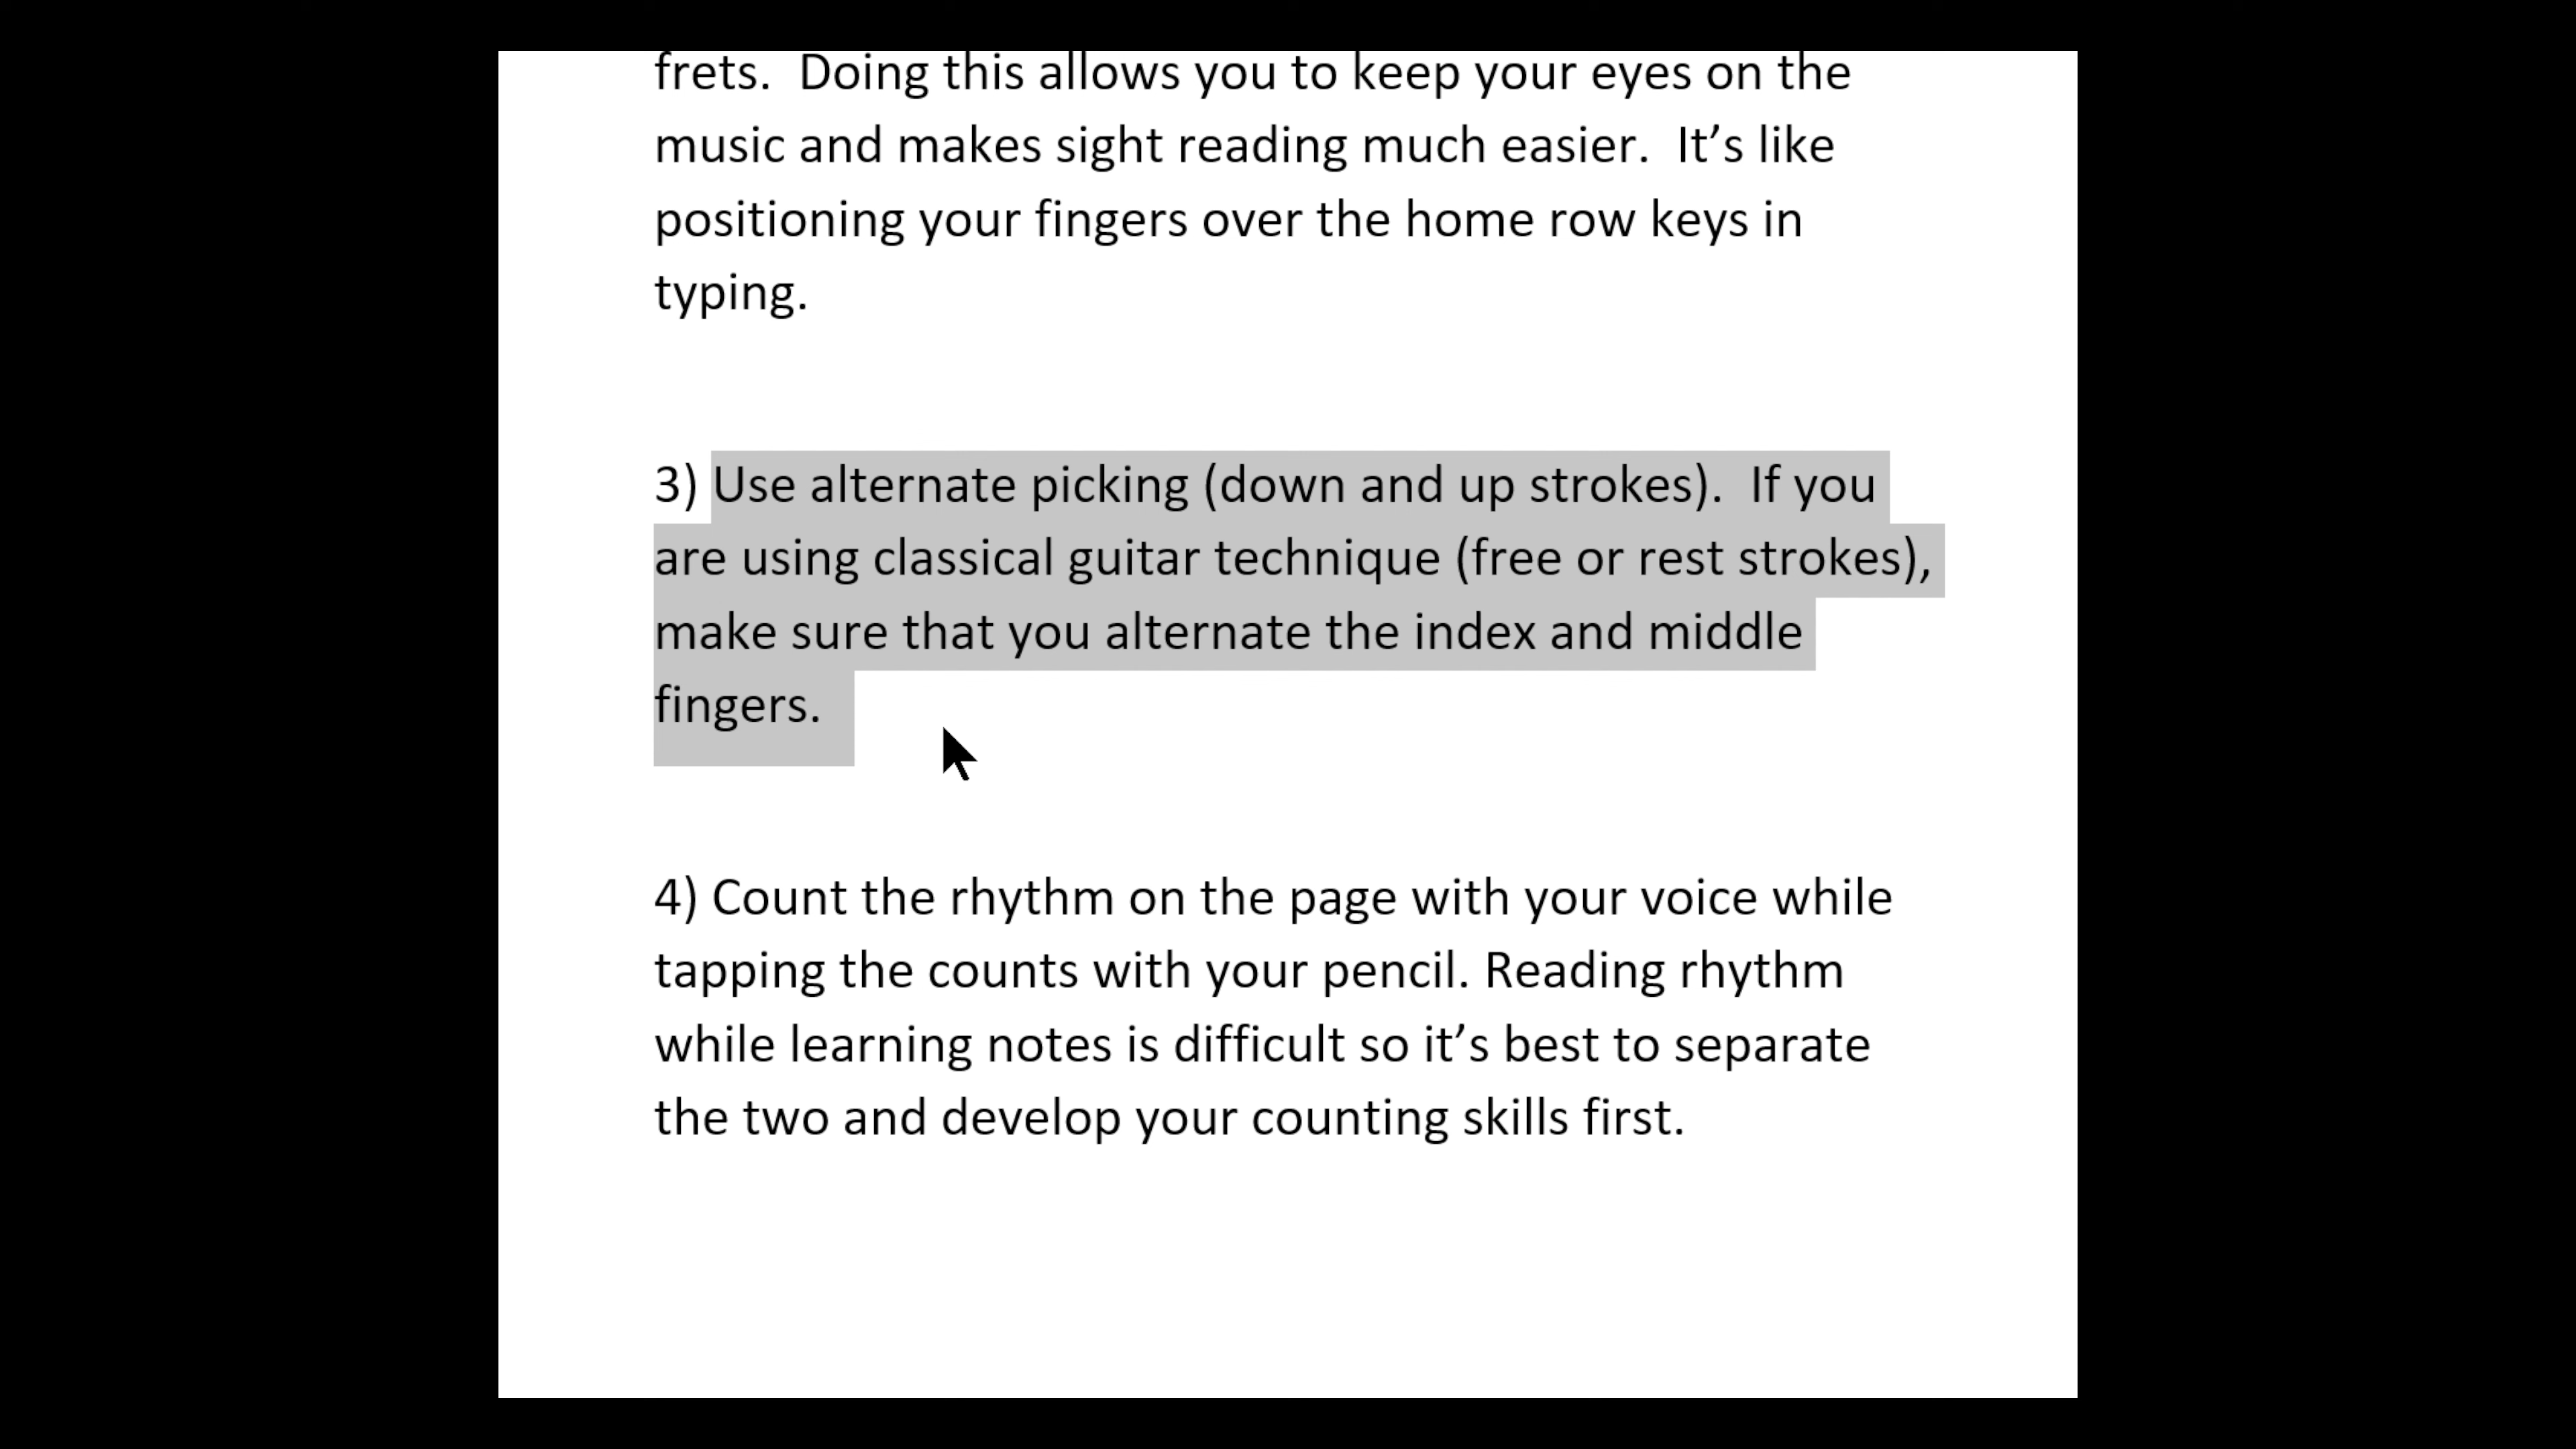 frets.  Doing this allows you to keep your eyes on the
music and makes sight reading much easier.  It’s like
positioning your fingers over the home row keys in
typing.
3) Use alternate picking (down and up strokes).  If you
are using classical guitar technique (free or rest strokes),
make sure that you alternate the index and middle
fingers.
4) Count the rhythm on the page with your voice while
tapping the counts with your pencil. Reading rhythm
while learning notes is difficult so it’s best to separate
the two and develop your counting skills first.